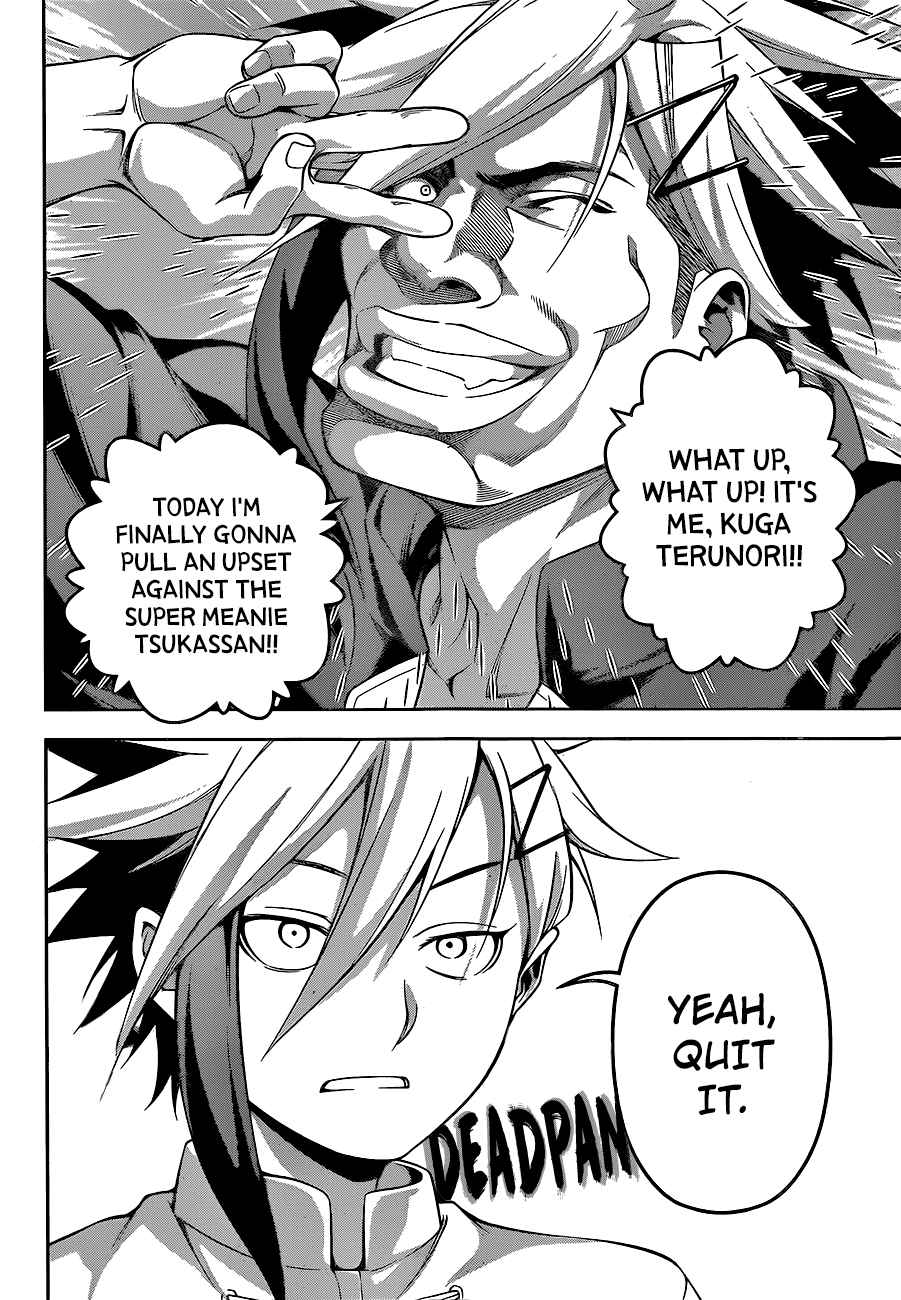 WHAT UP,
WHAT UP! IT'S
ME, KUGA
TERUNORI!!
TODAY I'M
FINALLY GONNA
PULL AN UPSET
AGAINST THE
SUPER MEANIE
TSUKASSAN!!
YEAH,
QUIT
IT.
DEADPAN